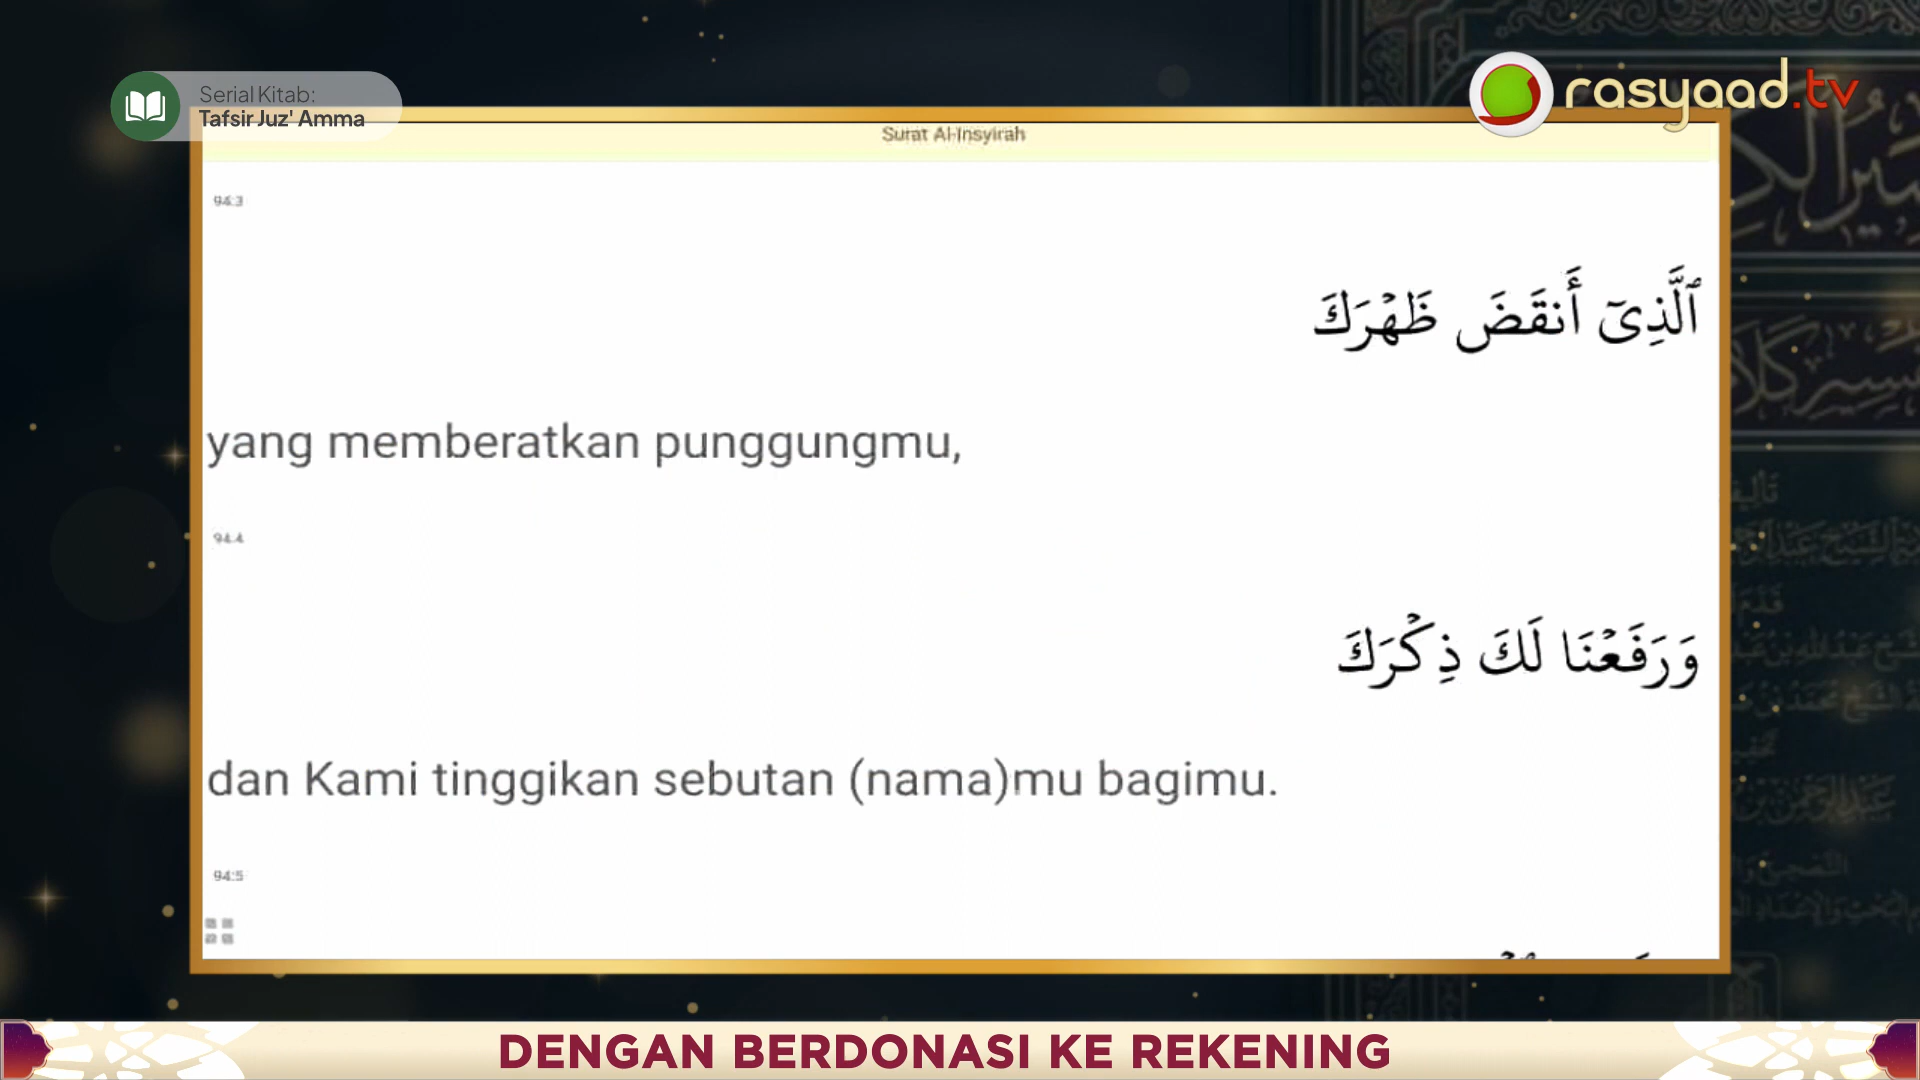 Serial Kitab:
Tafsir Juz' Amma
rasyaad.tv
Surat Al-Insyirah
94:3
ٱلَّذِىٓ أَنقَضَ ظَهْرَكَ
yang memberatkan punggungmu,
94:4
وَرَفَعْنَا لَكَ ذِكْرَكَ
dan Kami tinggikan sebutan (nama)mu bagimu.
94:5
DENGAN BERDONASI KE REKENING